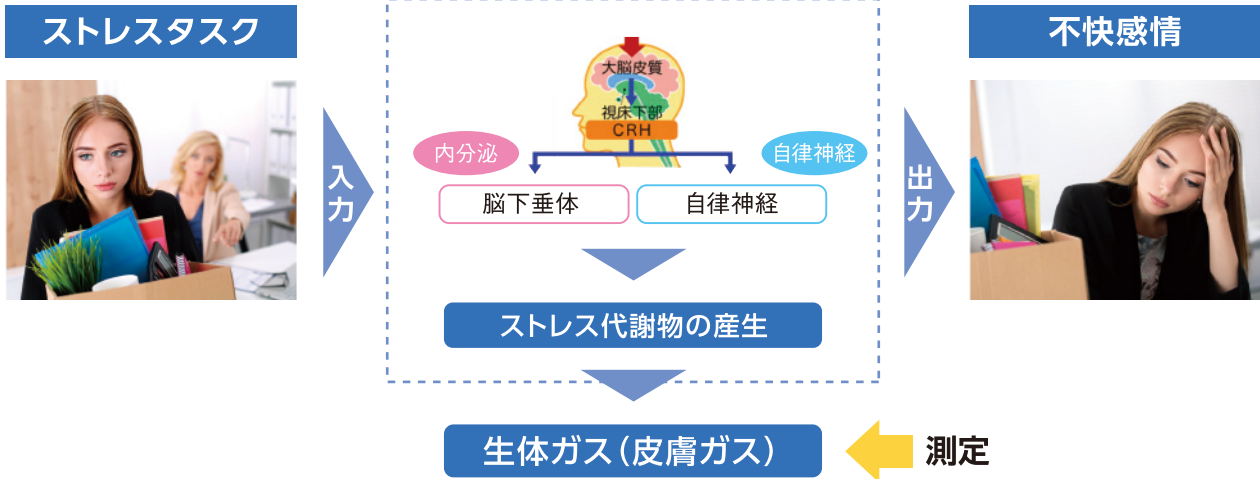 ストレスタスク
入力
大脳皮質
視床下部
CRH
内分泌
自律神経
脳下垂体
自律神経
ストレス代謝物の産生
生体ガス(皮膚ガス)
測定
出力
不快感情